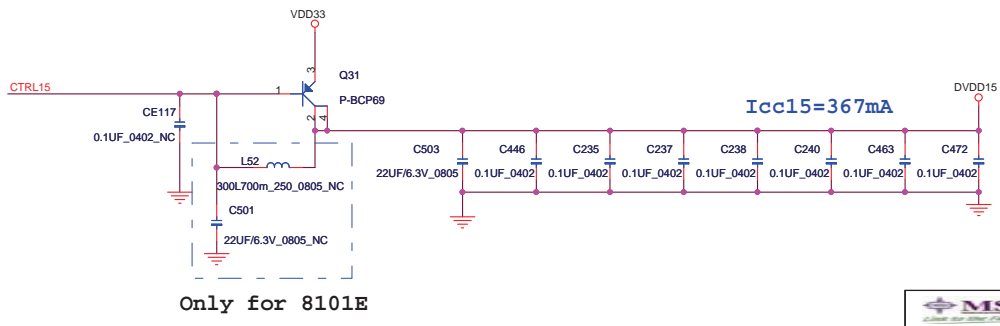 VDD33
3
Q31
CTRL15
1
P-BCP69
DVDD15
Icc15=367mA
2
4
CE117
0.1UF_0402_NC
L52
300L700m_250_0805_NC
C501
22UF/6.3V_0805_NC
C503
C446
C235
C237
C238
C240
C463
C472
22UF/6.3V_0805
0.1UF_0402
0.1UF_0402
0.1UF_0402
0.1UF_0402
0.1UF_0402
0.1UF_0402
0.1UF_0402
Only for 8101E
MS